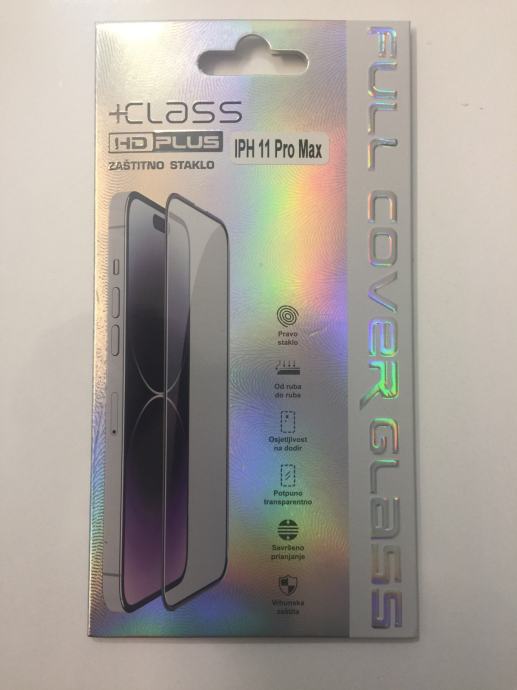 +CLASS
HD PLUS
ZAŠTITNO STAKLO
IPH 11 Pro Max
Pravo
staklo
Od ruba
do ruba
Osjetljivost
na dodir
Potpuno
transparentno
Savršeno
prianjanje
Vrhunska
zaštita
FULL COVER GLASS